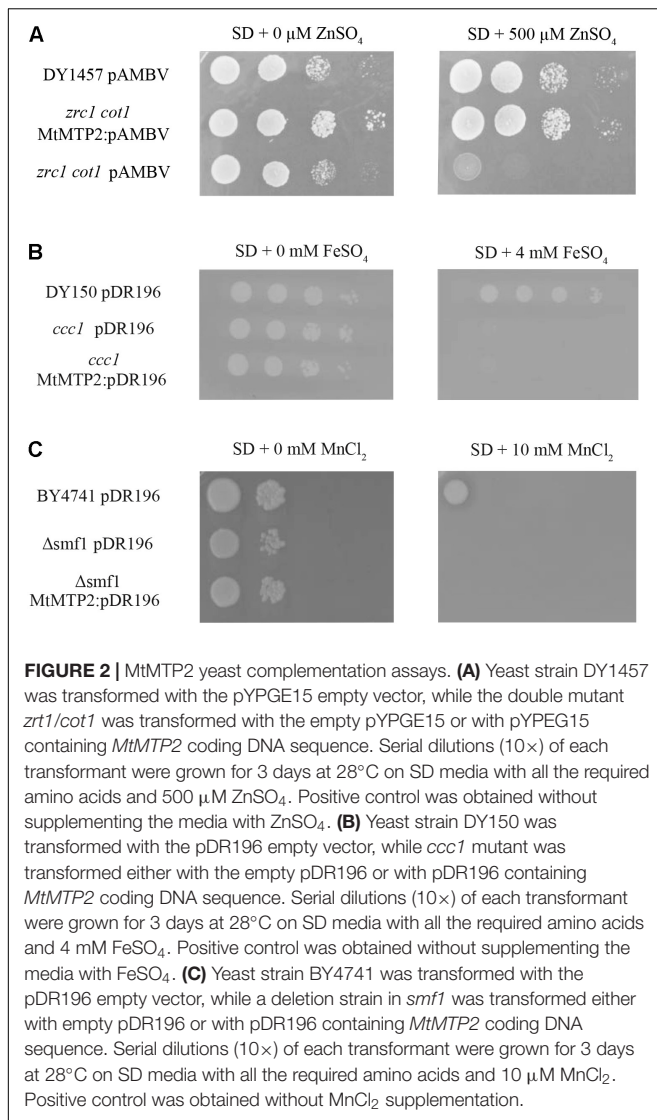 A
SD + 0 µM ZnSO4
SD + 500 µM ZnSO4
DY1457 pAMBV
zrc1 cot1
MtMTP2:pAMBV
zrc1 cot1 pAMBV
B
SD + 0 mM FeSO4
SD + 4 mM FeSO4
DY150 pDR196
ccc1 pDR196
ccc1
MtMTP2:pDR196
C
SD + 0 mM MnCl2
SD + 10 mM MnCl2
BY4741 pDR196
Δsmf1 pDR196
Δsmf1
MtMTP2:pDR196
FIGURE 2 | MtMTP2 yeast complementation assays. (A) Yeast strain DY1457
was transformed with the pYPGE15 empty vector, while the double mutant
zrt1/cot1 was transformed with the empty pYPGE15 or with pYPEG15
containing MtMTP2 coding DNA sequence. Serial dilutions (10×) of each
transformant were grown for 3 days at 28°C on SD media with all the required
amino acids and 500 µM ZnSO4. Positive control was obtained without
supplementing the media with ZnSO4. (B) Yeast strain DY150 was
transformed with the pDR196 empty vector, while ccc1 mutant was
transformed either with the empty pDR196 or with pDR196 containing
MtMTP2 coding DNA sequence. Serial dilutions (10×) of each transformant
were grown for 3 days at 28°C on SD media with all the required amino acids
and 4 mM FeSO4. Positive control was obtained without supplementing the
media with FeSO4. (C) Yeast strain BY4741 was transformed with the
pDR196 empty vector, while a deletion strain in smf1 was transformed either
with empty pDR196 or with pDR196 containing MtMTP2 coding DNA
sequence. Serial dilutions (10×) of each transformant were grown for 3 days
at 28°C on SD media with all the required amino acids and 10 µM MnCl2.
Positive control was obtained without MnCl2 supplementation.